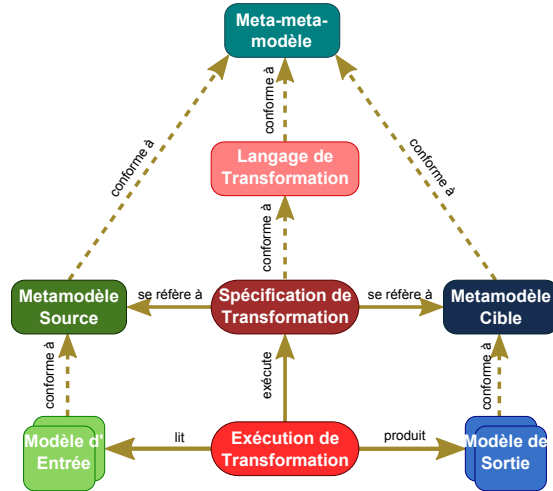 Meta-meta-
modèle
conforme à
conforme à
conforme à
Langage de
Transformation
conforme à
Metamodèle
Source
se réfère à
Spécification de
Transformation
se réfère à
Metamodèle
Cible
conforme à
exécute
conforme à
Modèle d'
Entrée
lit
Exécution de
Transformation
produit
Modèle de
Sortie